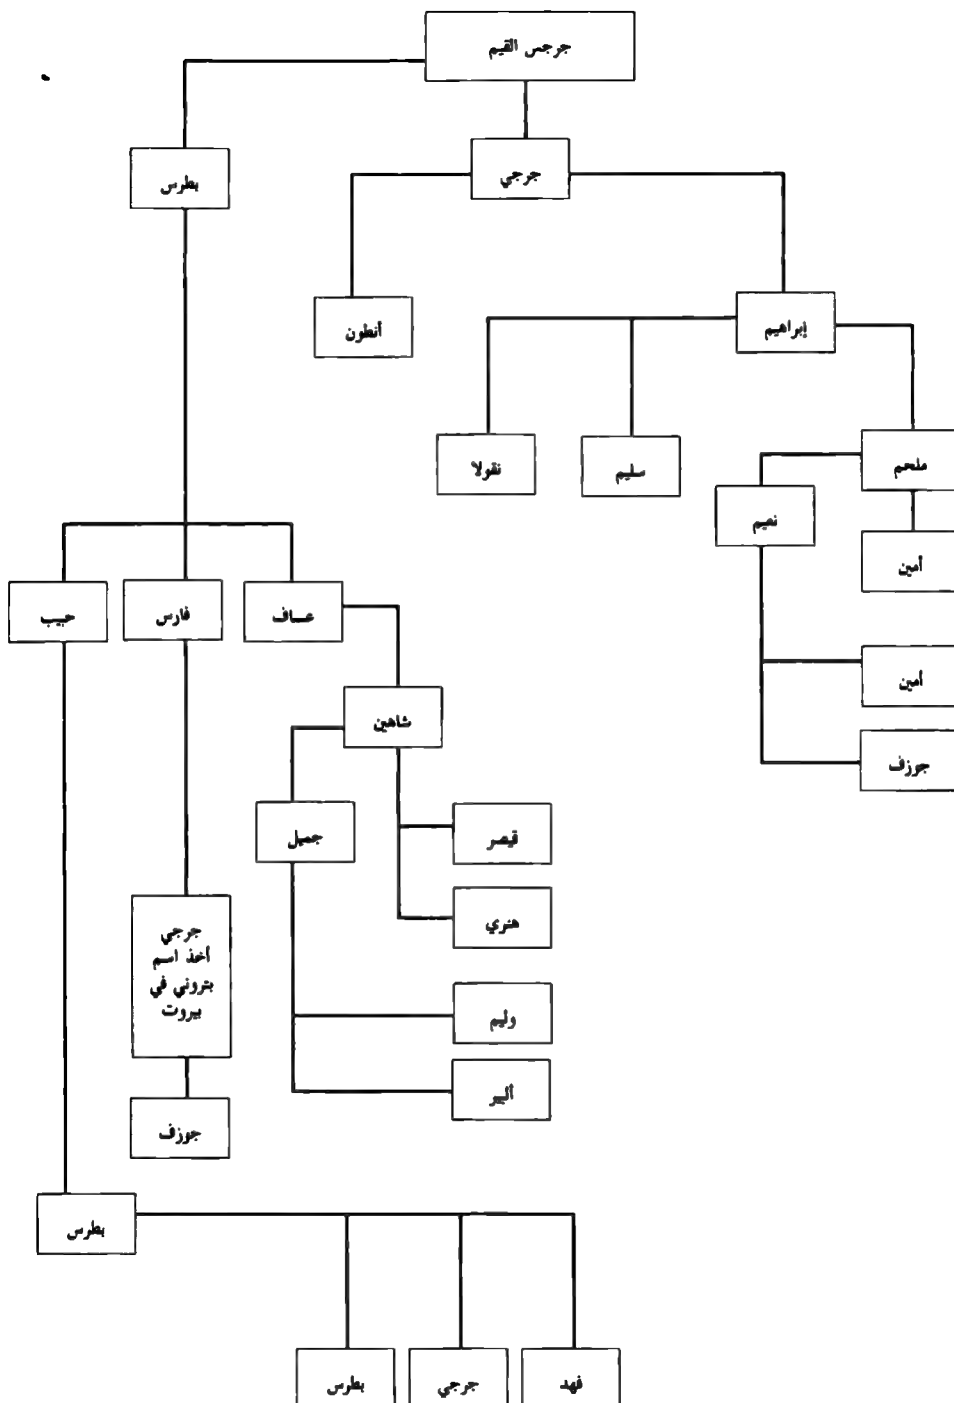 جرجس القيم
جرجي
بطرس
إبراهيم
أنطون
ملحم
سليم
نقولا
نعيم
أمين
عساف
فارس
حبيب
أمين
شاهين
جوزف
جميل
قيصر
هنري
جرجي
أخذ اسم
بتروني في
بيروت
وليم
ألبير
جوزف
بطرس
فهد
جرجي
بطرس